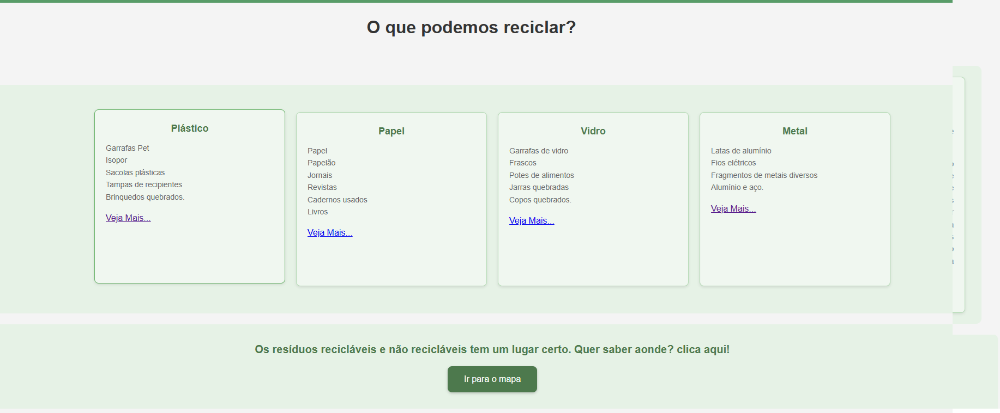 O que podemos reciclar?
Plástico
Garrafas Pet
Isopor
Sacolas plásticas
Tampas de recipientes
Brinquedos quebrados.
Veja Mais...
Papel
Papel
Papelão
Jornais
Revistas
Cadernos usados
Livros
Veja Mais...
Vidro
Garrafas de vidro
Frascos
Potes de alimentos
Jarras quebradas
Copos quebrados.
Veja Mais...
Metal
Latas de alumínio
Fios elétricos
Fragmentos de metais diversos
Alumínio e aço.
Veja Mais...
Os resíduos recicláveis e não recicláveis tem um lugar certo. Quer saber aonde? clica aqui!
Ir para o mapa